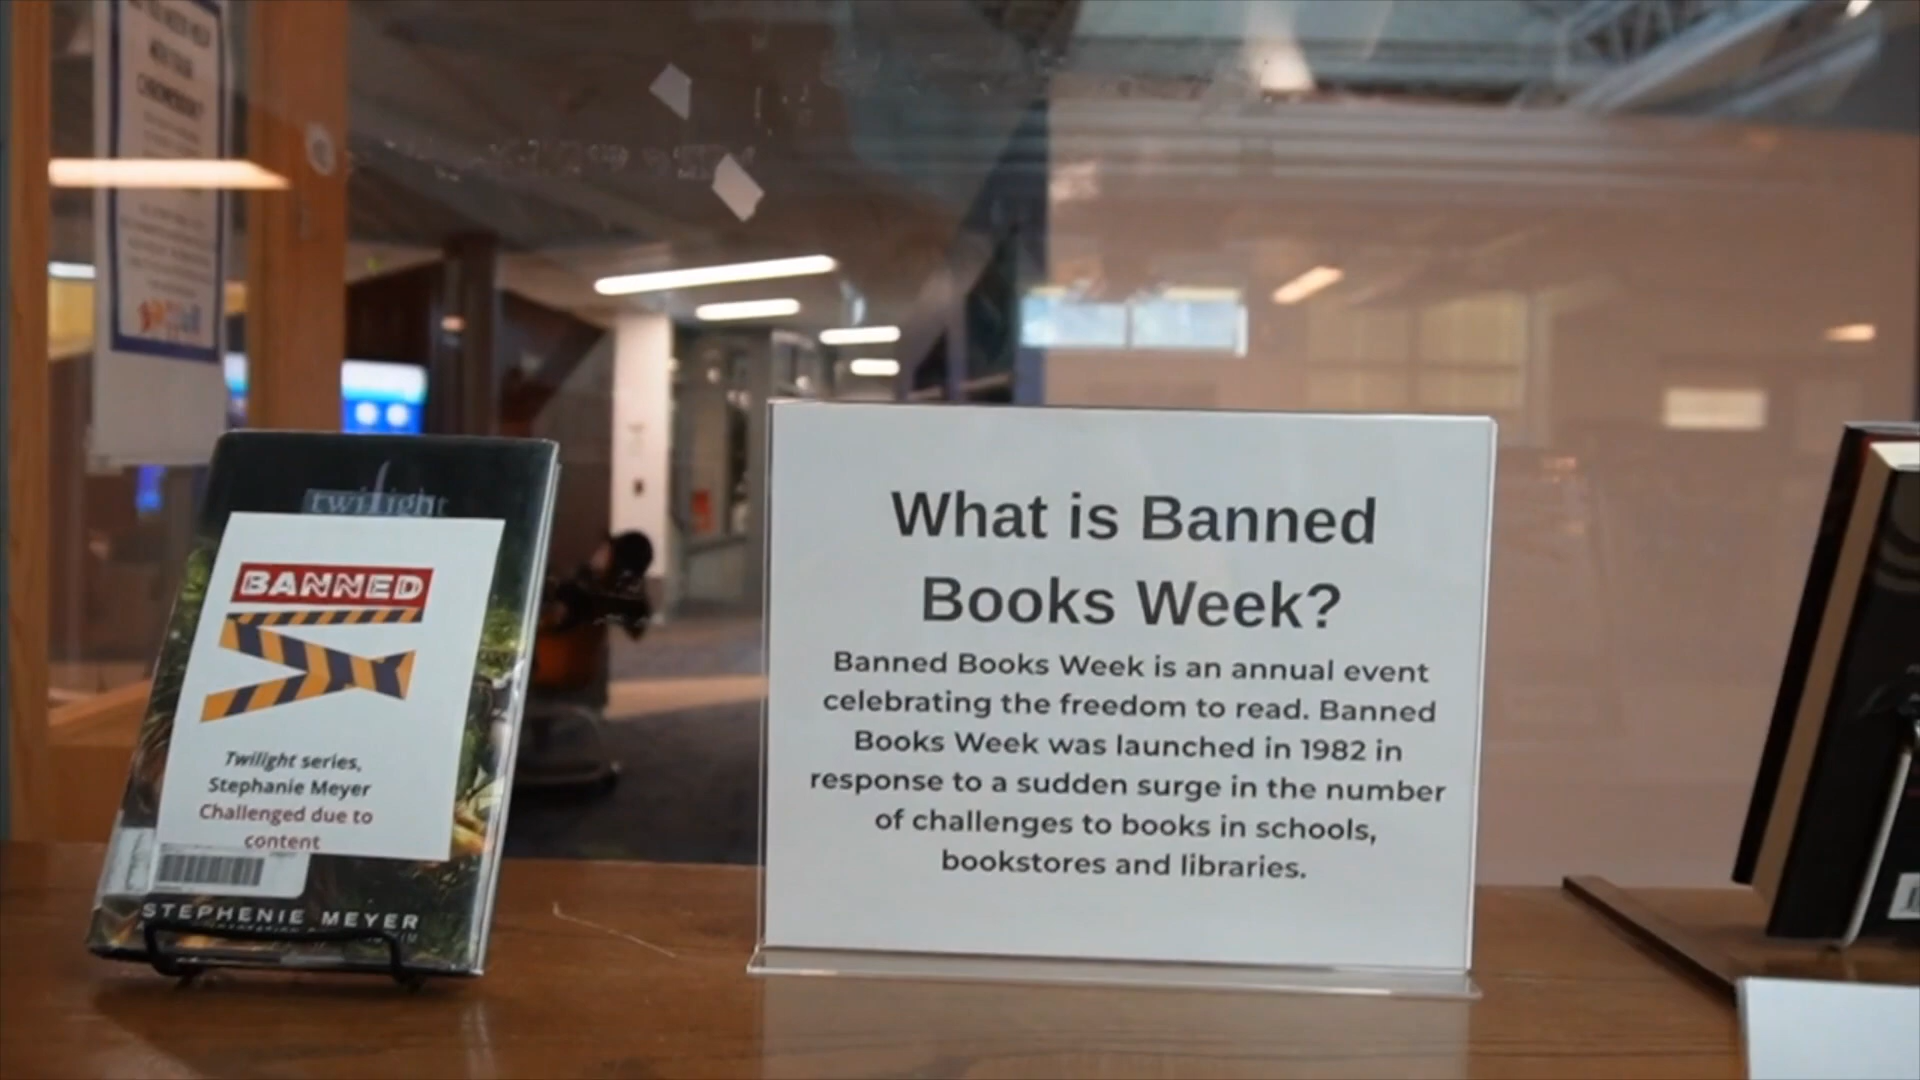 twilight
BANNED
Twilight series,
Stephanie Meyer
Challenged due to
content
STEPHENIE MEYER
What is Banned
Books Week?
Banned Books Week is an annual event
celebrating the freedom to read. Banned
Books Week was launched in 1982 in
response to a sudden surge in the number
of challenges to books in schools,
bookstores and libraries.